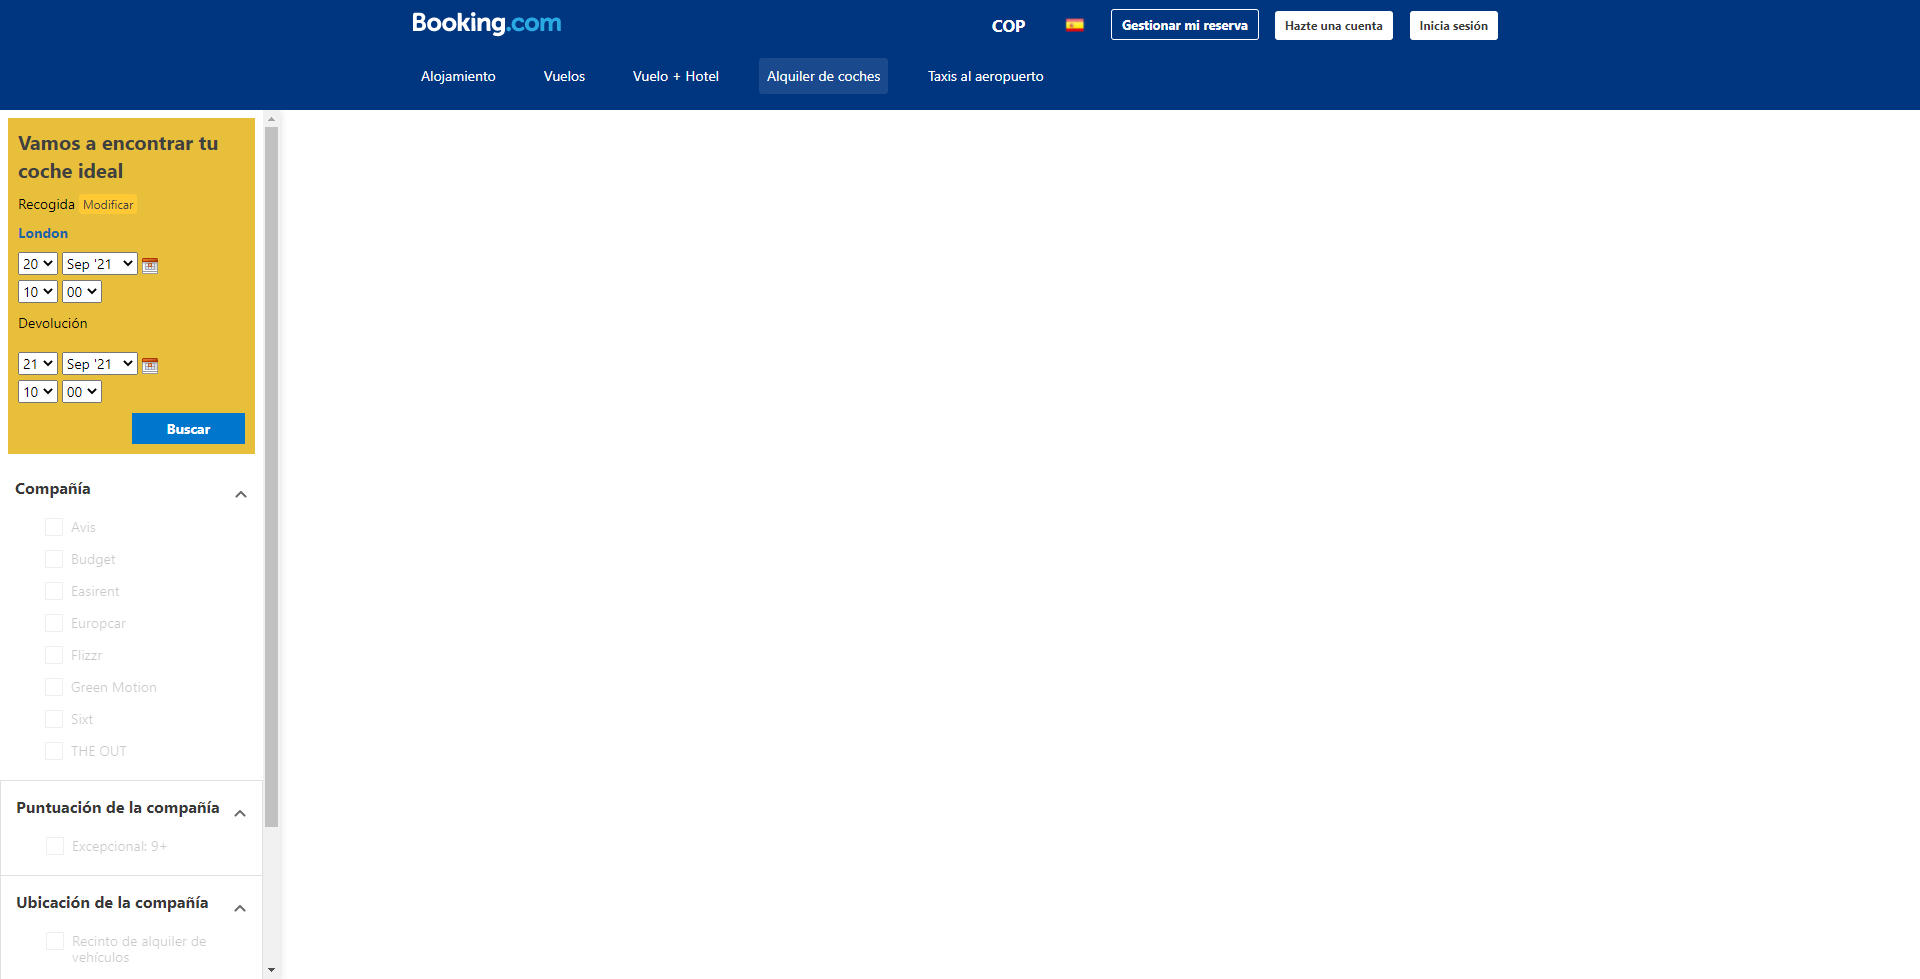 Booking.com
COP
Gestionar mi reserva
Hazte una cuenta
Inicia sesión
Alojamiento
Vuelos
Vuelo + Hotel
Alquiler de coches
Taxis al aeropuerto
Vamos a encontrar tu
coche ideal
Recogida Modificar
London
20 Sep '21
10 00
Devolución
21 Sep '21
10 00
Buscar
Compañía
Avis
Budget
Easirent
Europcar
Flizzr
Green Motion
Sixt
THE OUT
Puntuación de la compañía
Excepcional: 9+
Ubicación de la compañía
Recinto de alquiler de
vehículos